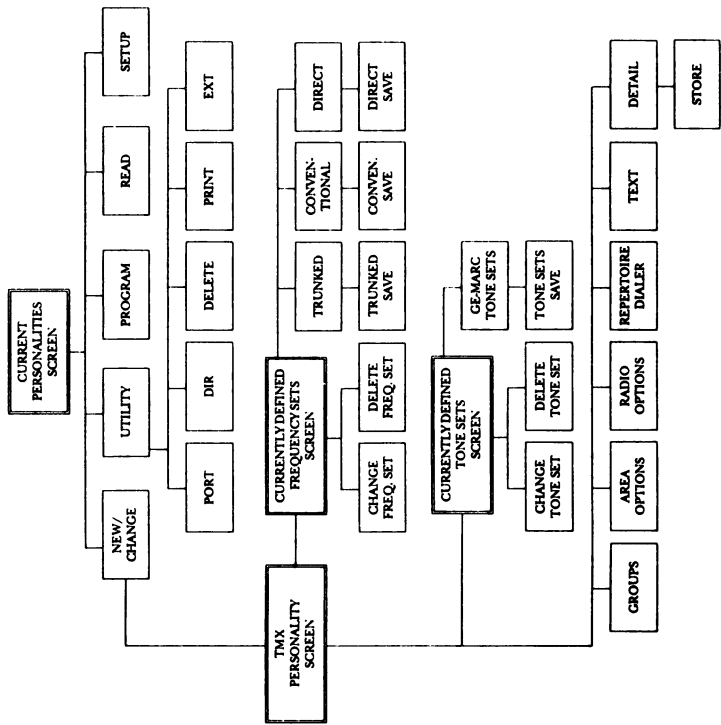 CURRENT
PERSONALITIES
SCREEN
NEW/
CHANGE
UTILITY
PROGRAM
READ
SETUP
PORT
DIR
DELETE
PRINT
EXT
TMX
PERSONALITY
SCREEN
CURRENTLY DEFINED
FREQUENCY SETS
SCREEN
TRUNKED
CONVEN-
TIONAL
DIRECT
CHANGE
FREQ. SET
DELETE
FREQ. SET
TRUNKED
SAVE
CONVEN.
SAVE
DIRECT
SAVE
CURRENTLY DEFINED
TONE SETS
SCREEN
GE-MARC
TONE SETS
CHANGE
TONE SET
DELETE
TONE SET
TONE SETS
SAVE
GROUPS
AREA
OPTIONS
RADIO
OPTIONS
REPERTOIRE
DIALER
TEXT
DETAIL
STORE